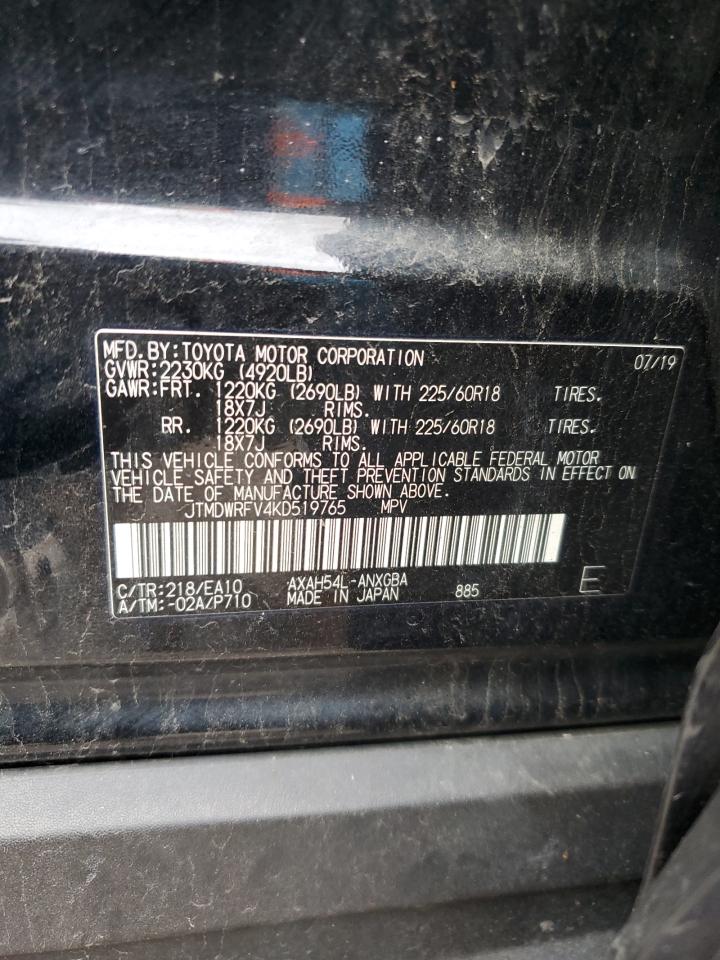 MFD.BY:TOYOTA MOTOR CORPORATION 07/19
GVWR:2230KG (4920LB)
GAWR:FRT. 1220KG (2690LB) WITH 225/60R18 TIRES.
18X7J RIMS.
RR. 1220KG (2690LB) WITH 225/60R18 TIRES.
18X7J RIMS.
THIS VEHICLE CONFORMS TO ALL APPLICABLE FEDERAL MOTOR
VEHICLE SAFETY AND THEFT PREVENTION STANDARDS IN EFFECT ON
THE DATE OF MANUFACTURE SHOWN ABOVE.
JTMDWRFV4KD519765 MPV
C/TR:218/EA10 AXAH54L-ANXGBA
A/TM:-02A/P710 MADE IN JAPAN 885 E